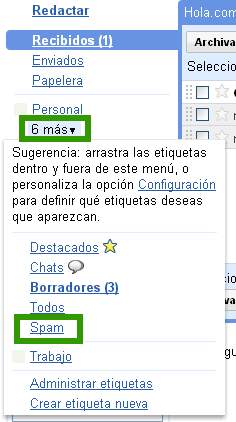 Redactar
Hola.com
Recibidos (1)
Archiva
Enviados
Seleccio
Papelera
Personal
6 más▾
Sugerencia: arrastra las etiquetas
dentro y fuera de este menú, o
personaliza la opción Configuración
para definir qué etiquetas deseas
que aparezcan.
Destacados
Chats
Borradores (3)
Todos
Spam
Trabajo
Administrar etiquetas
Crear etiqueta nueva